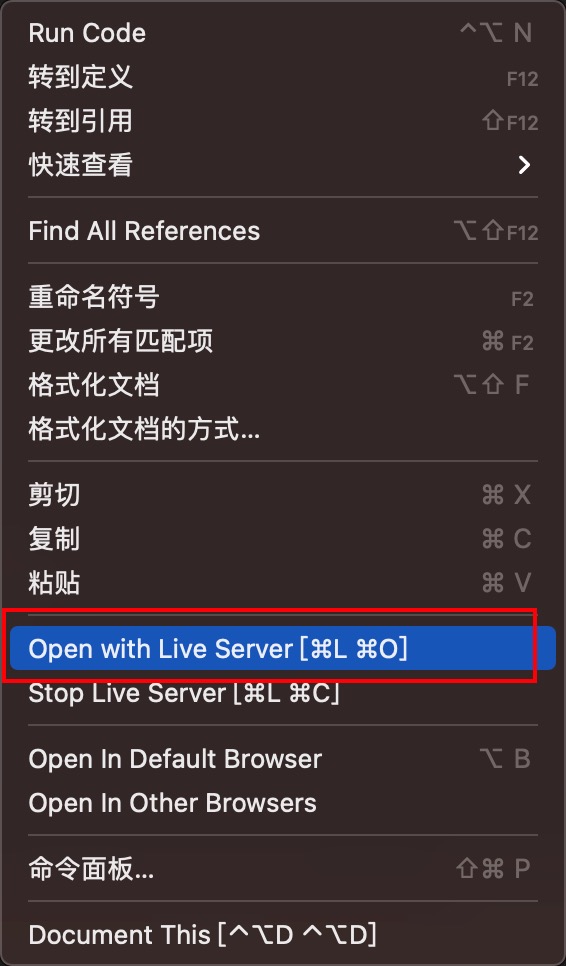 Run Code ⌃⌥ N
转到定义 F12
转到引用 ⇧F12
快速查看
Find All References ⌥⇧F12
重命名符号 F2
更改所有匹配项 ⌘ F2
格式化文档 ⌥⇧ F
格式化文档的方式...
剪切 ⌘ X
复制 ⌘ C
粘贴 ⌘ V
Open with Live Server [⌘L ⌘O]
Stop Live Server [⌘L ⌘C]
Open In Default Browser ⌥ B
Open In Other Browsers
命令面板... ⇧⌘ P
Document This [⌃⌥D ⌃⌥D]